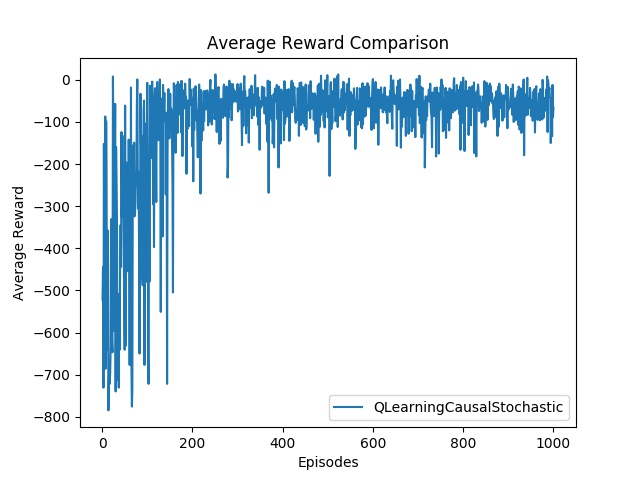 Average Reward Comparison
Average Reward
0
−100
−200
−300
−400
−500
−600
−700
−800
QLearningCausalStochastic
0 200 400 600 800 1000
Episodes